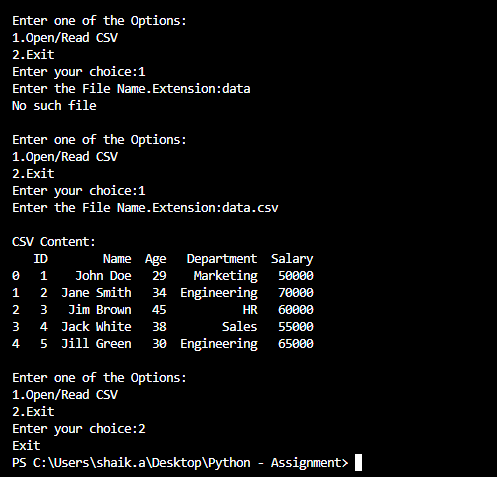 Enter one of the Options:
1.Open/Read CSV
2.Exit
Enter your choice:1
Enter the File Name.Extension:data
No such file

Enter one of the Options:
1.Open/Read CSV
2.Exit
Enter your choice:1
Enter the File Name.Extension:data.csv

CSV Content:
   ID        Name  Age   Department  Salary
0   1    John Doe   29    Marketing   50000
1   2  Jane Smith   34  Engineering   70000
2   3   Jim Brown   45           HR   60000
3   4  Jack White   38        Sales   55000
4   5  Jill Green   30  Engineering   65000

Enter one of the Options:
1.Open/Read CSV
2.Exit
Enter your choice:2
Exit
PS C:\Users\shaik.a\Desktop\Python - Assignment>